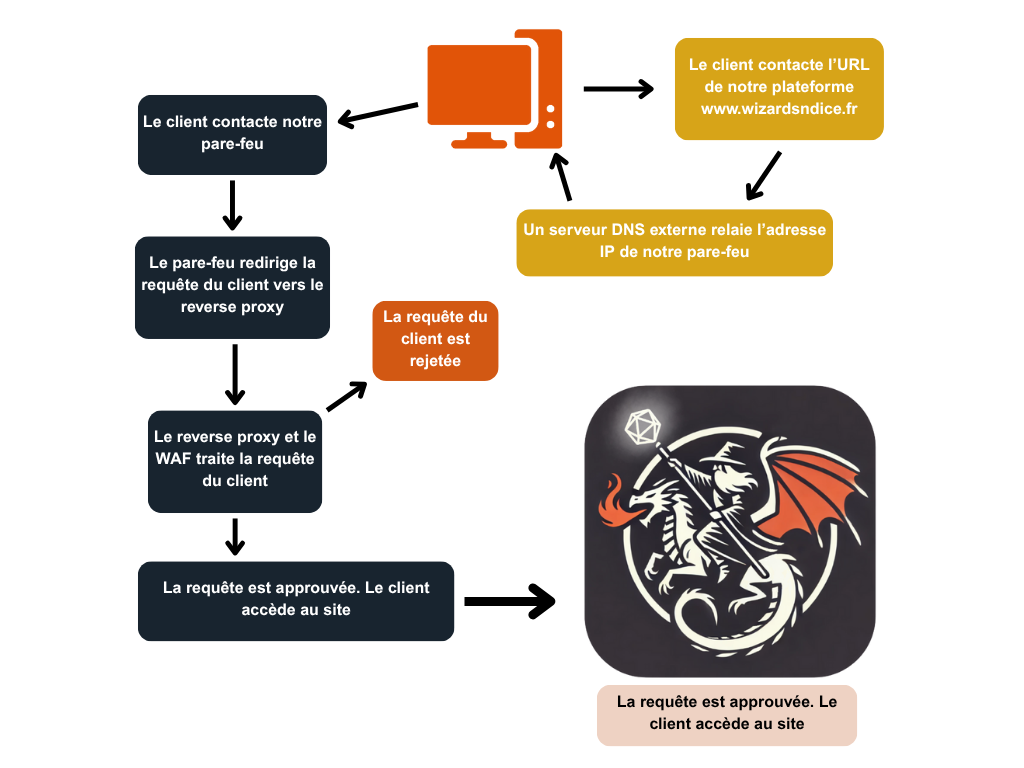 Le client contacte l’URL
de notre plateforme
www.wizardsndice.fr
Un serveur DNS externe relaie l’adresse
IP de notre pare-feu
Le client contacte notre
pare-feu
Le pare-feu redirige la
requête du client vers le
reverse proxy
La requête du
client est
rejetée
Le reverse proxy et le
WAF traite la requête
du client
La requête est approuvée. Le client
accède au site
La requête est approuvée. Le
client accède au site